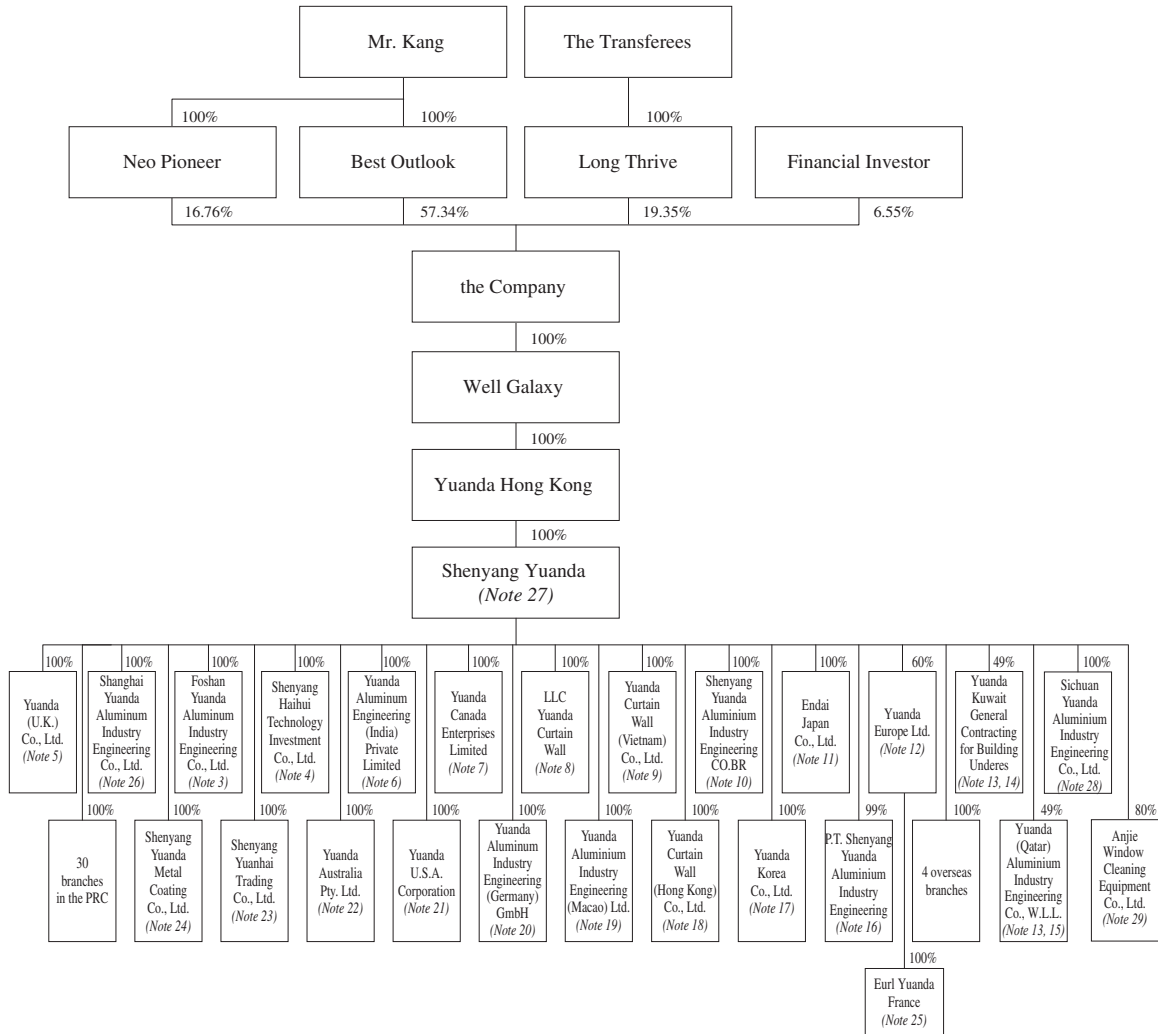 Mr. Kang
The Transferees
100%
100%
100%
Neo Pioneer
Best Outlook
Long Thrive
Financial Investor
16.76%
57.34%
19.35%
6.55%
the Company
100%
Well Galaxy
100%
Yuanda Hong Kong
100%
Shenyang Yuanda
(Note 27)
100%
Yuanda
(U.K.)
Co., Ltd.
(Note 5)
100%
Shanghai
Yuanda
Aluminum
Industry
Engineering
Co., Ltd.
(Note 26)
100%
Foshan
Yuanda
Aluminum
Industry
Engineering
Co., Ltd.
(Note 3)
100%
Shenyang
Haihui
Technology
Investment
Co., Ltd.
(Note 4)
100%
Yuanda
Aluminum
Engineering
(India)
Private
Limited
(Note 6)
100%
Yuanda
Canada
Enterprises
Limited
(Note 7)
100%
LLC
Yuanda
Curtain
Wall
(Note 8)
100%
Yuanda
Curtain
Wall
(Vietnam)
Co., Ltd.
(Note 9)
100%
Shenyang
Yuanda
Aluminium
Industry
Engineering
CO.BR
(Note 10)
100%
Endai
Japan
Co., Ltd.
(Note 11)
60%
Yuanda
Europe Ltd.
(Note 12)
49%
Yuanda
Kuwait
General
Contracting
for Building
Underes
(Note 13, 14)
100%
Sichuan
Yuanda
Aluminium
Industry
Engineering
Co., Ltd.
(Note 28)
100%
30
branches
in the PRC
100%
Shenyang
Yuanda
Metal
Coating
Co., Ltd.
(Note 24)
100%
Shenyang
Yuanhai
Trading
Co., Ltd.
(Note 23)
100%
Yuanda
Australia
Pty. Ltd.
(Note 22)
100%
Yuanda
U.S.A.
Corporation
(Note 21)
100%
Yuanda
Aluminum
Industry
Engineering
(Germany)
GmbH
(Note 20)
100%
Yuanda
Aluminium
Industry
Engineering
(Macao) Ltd.
(Note 19)
100%
Yuanda
Curtain
Wall
(Hong Kong)
Co., Ltd.
(Note 18)
100%
Yuanda
Korea
Co., Ltd.
(Note 17)
99%
P.T. Shenyang
Yuanda
Aluminium
Industry
Engineering
(Note 16)
100%
4 overseas
branches
49%
Yuanda
(Qatar)
Aluminium
Industry
Engineering
Co., W.L.L.
(Note 13, 15)
80%
Anjie
Window
Cleaning
Equipment
Co., Ltd.
(Note 29)
100%
Eurl Yuanda
France
(Note 25)